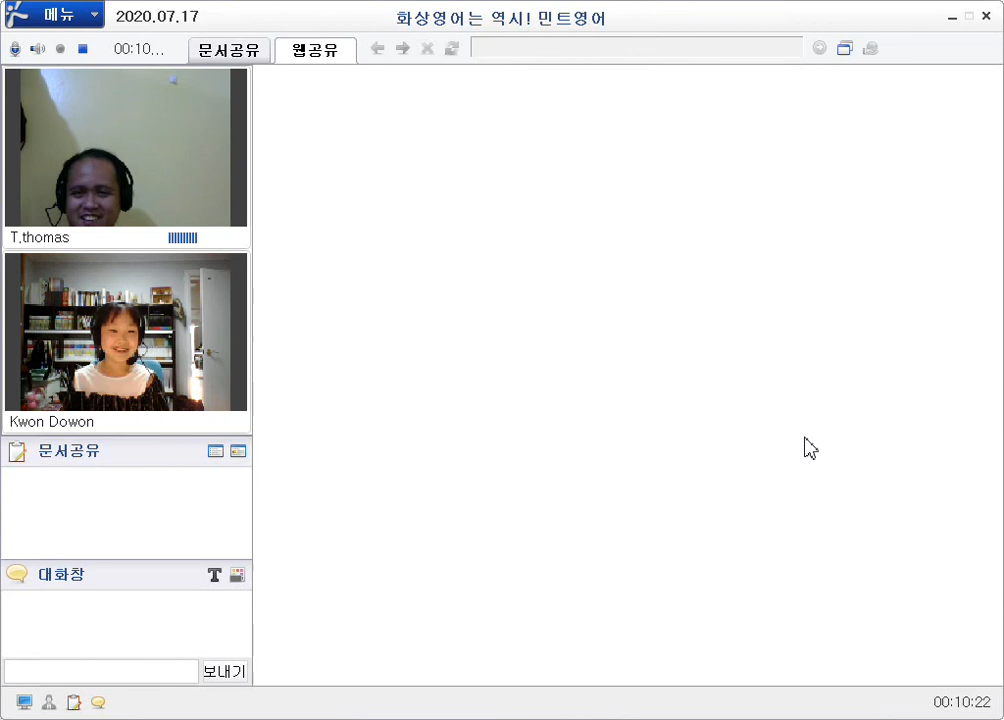 메뉴 2020.07.17 화상영어는 역시! 민트영어
00:10... 문서공유 웹공유
T.thomas
Kwon Dowon
문서공유
대화창
T
보내기
00:10:22